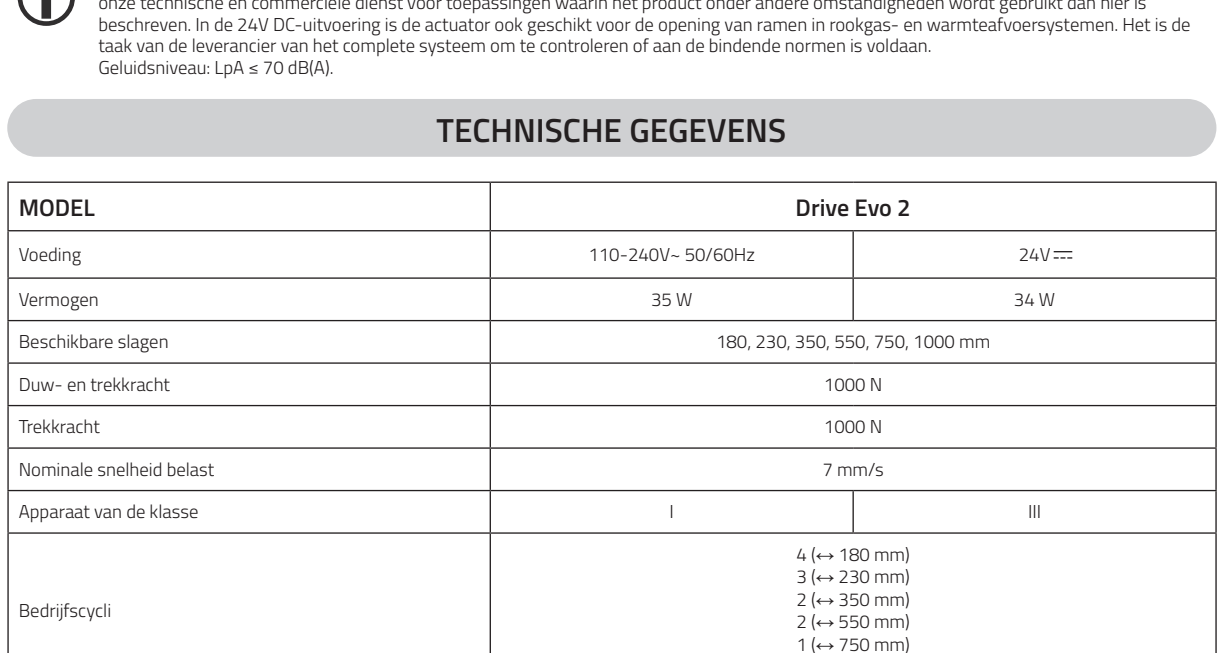 onze technische en commerciële dienst voor toepassingen waarin het product onder andere omstandigheden wordt gebruikt dan hier is
beschreven. In de 24V DC-uitvoering is de actuator ook geschikt voor de opening van ramen in rookgas- en warmteafvoersystemen. Het is de
taak van de leverancier van het complete systeem om te controleren of aan de bindende normen is voldaan.
Geluidsniveau: LpA ≤ 70 dB(A).
TECHNISCHE GEGEVENS
MODEL Drive Evo 2
Voeding 110-240V~ 50/60Hz 24V⎓
Vermogen 35 W 34 W
Beschikbare slagen 180, 230, 350, 550, 750, 1000 mm
Duw- en trekkracht 1000 N
Trekkracht 1000 N
Nominale snelheid belast 7 mm/s
Apparaat van de klasse I III
Bedrijfscycli
4 (↔ 180 mm)
3 (↔ 230 mm)
2 (↔ 350 mm)
2 (↔ 550 mm)
1 (↔ 750 mm)